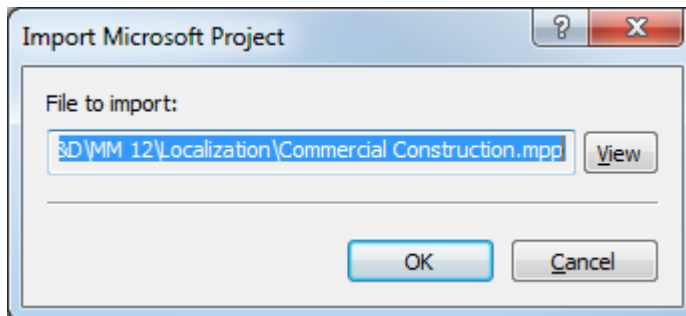 Import Microsoft Project
?
File to import:
&D\MM 12\Localization\Commercial Construction.mpp
View
OK
Cancel